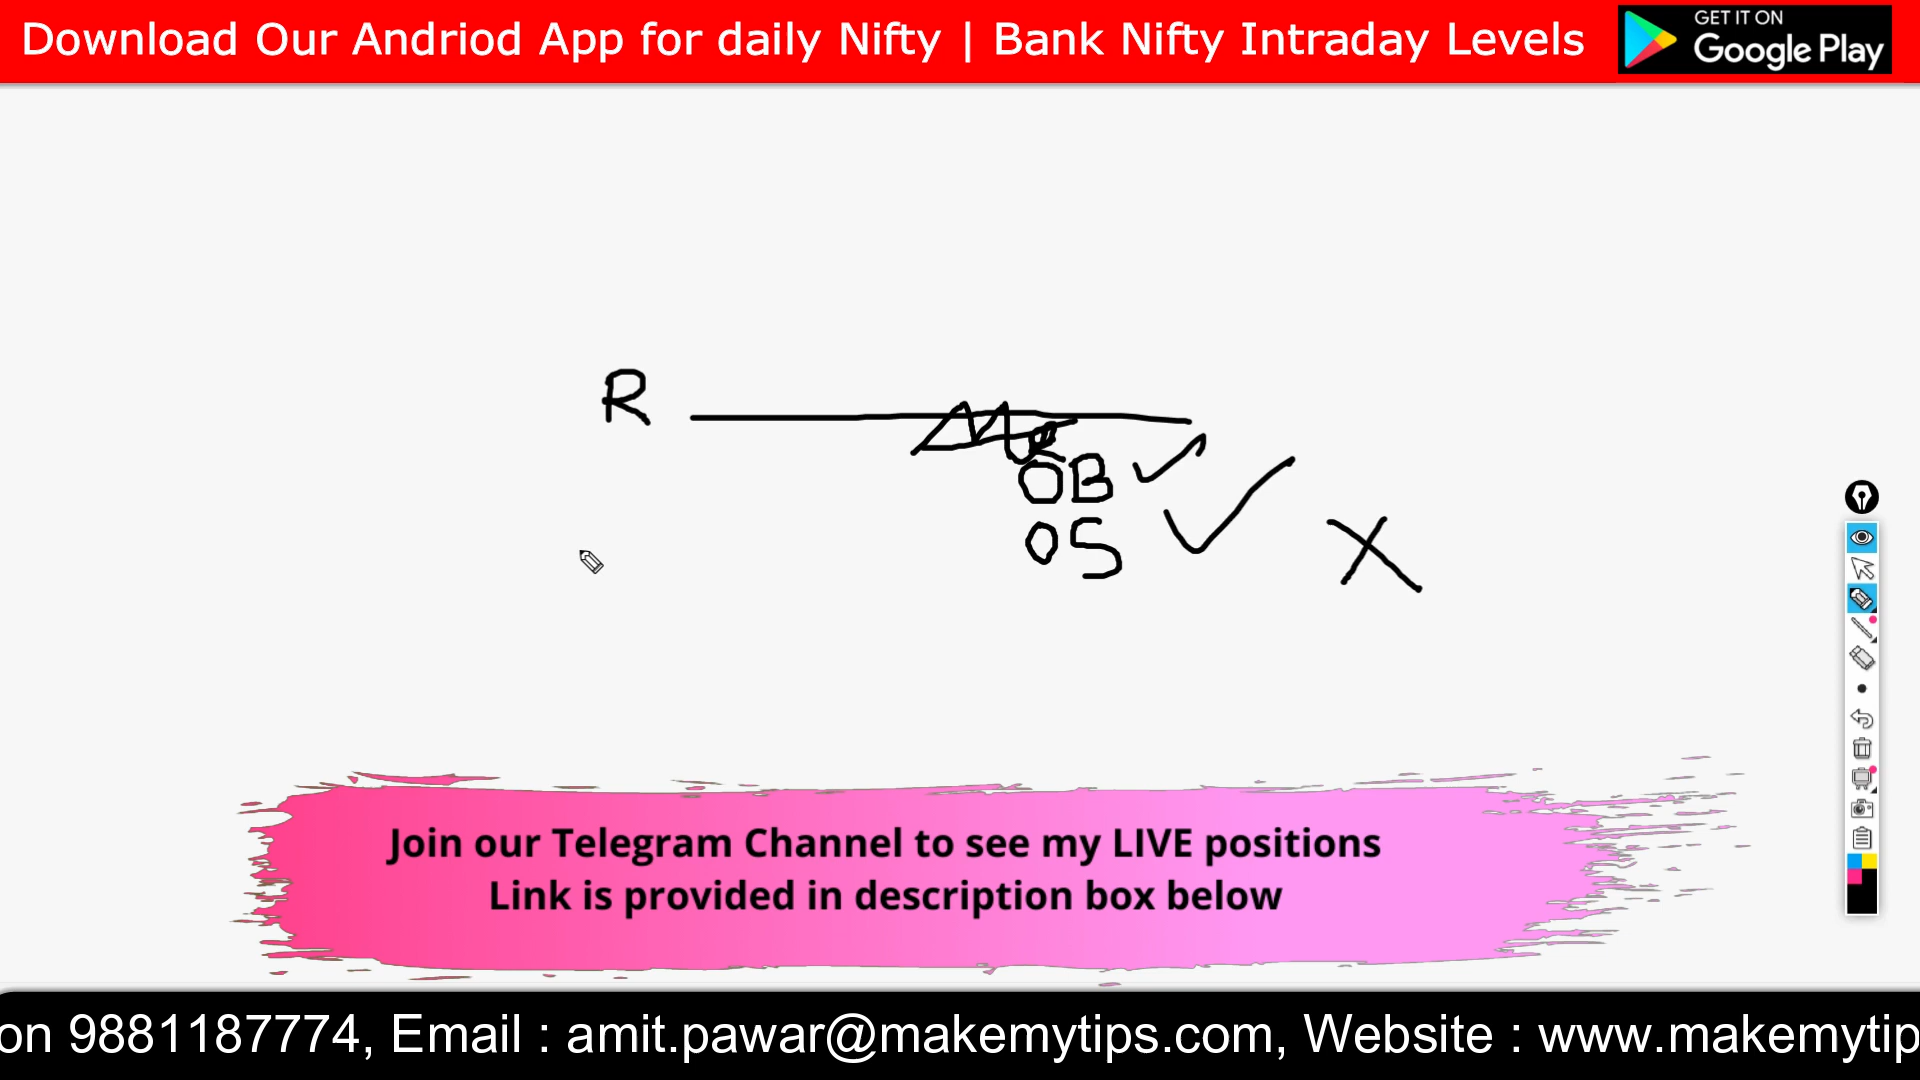 Download Our Andriod App for daily Nifty | Bank Nifty Intraday Levels
GET IT ON
Google Play
R
OB
OS
X
Join our Telegram Channel to see my LIVE positions
Link is provided in description box below
on 9881187774, Email : amit.pawar@makemytips.com, Website : www.makemytip